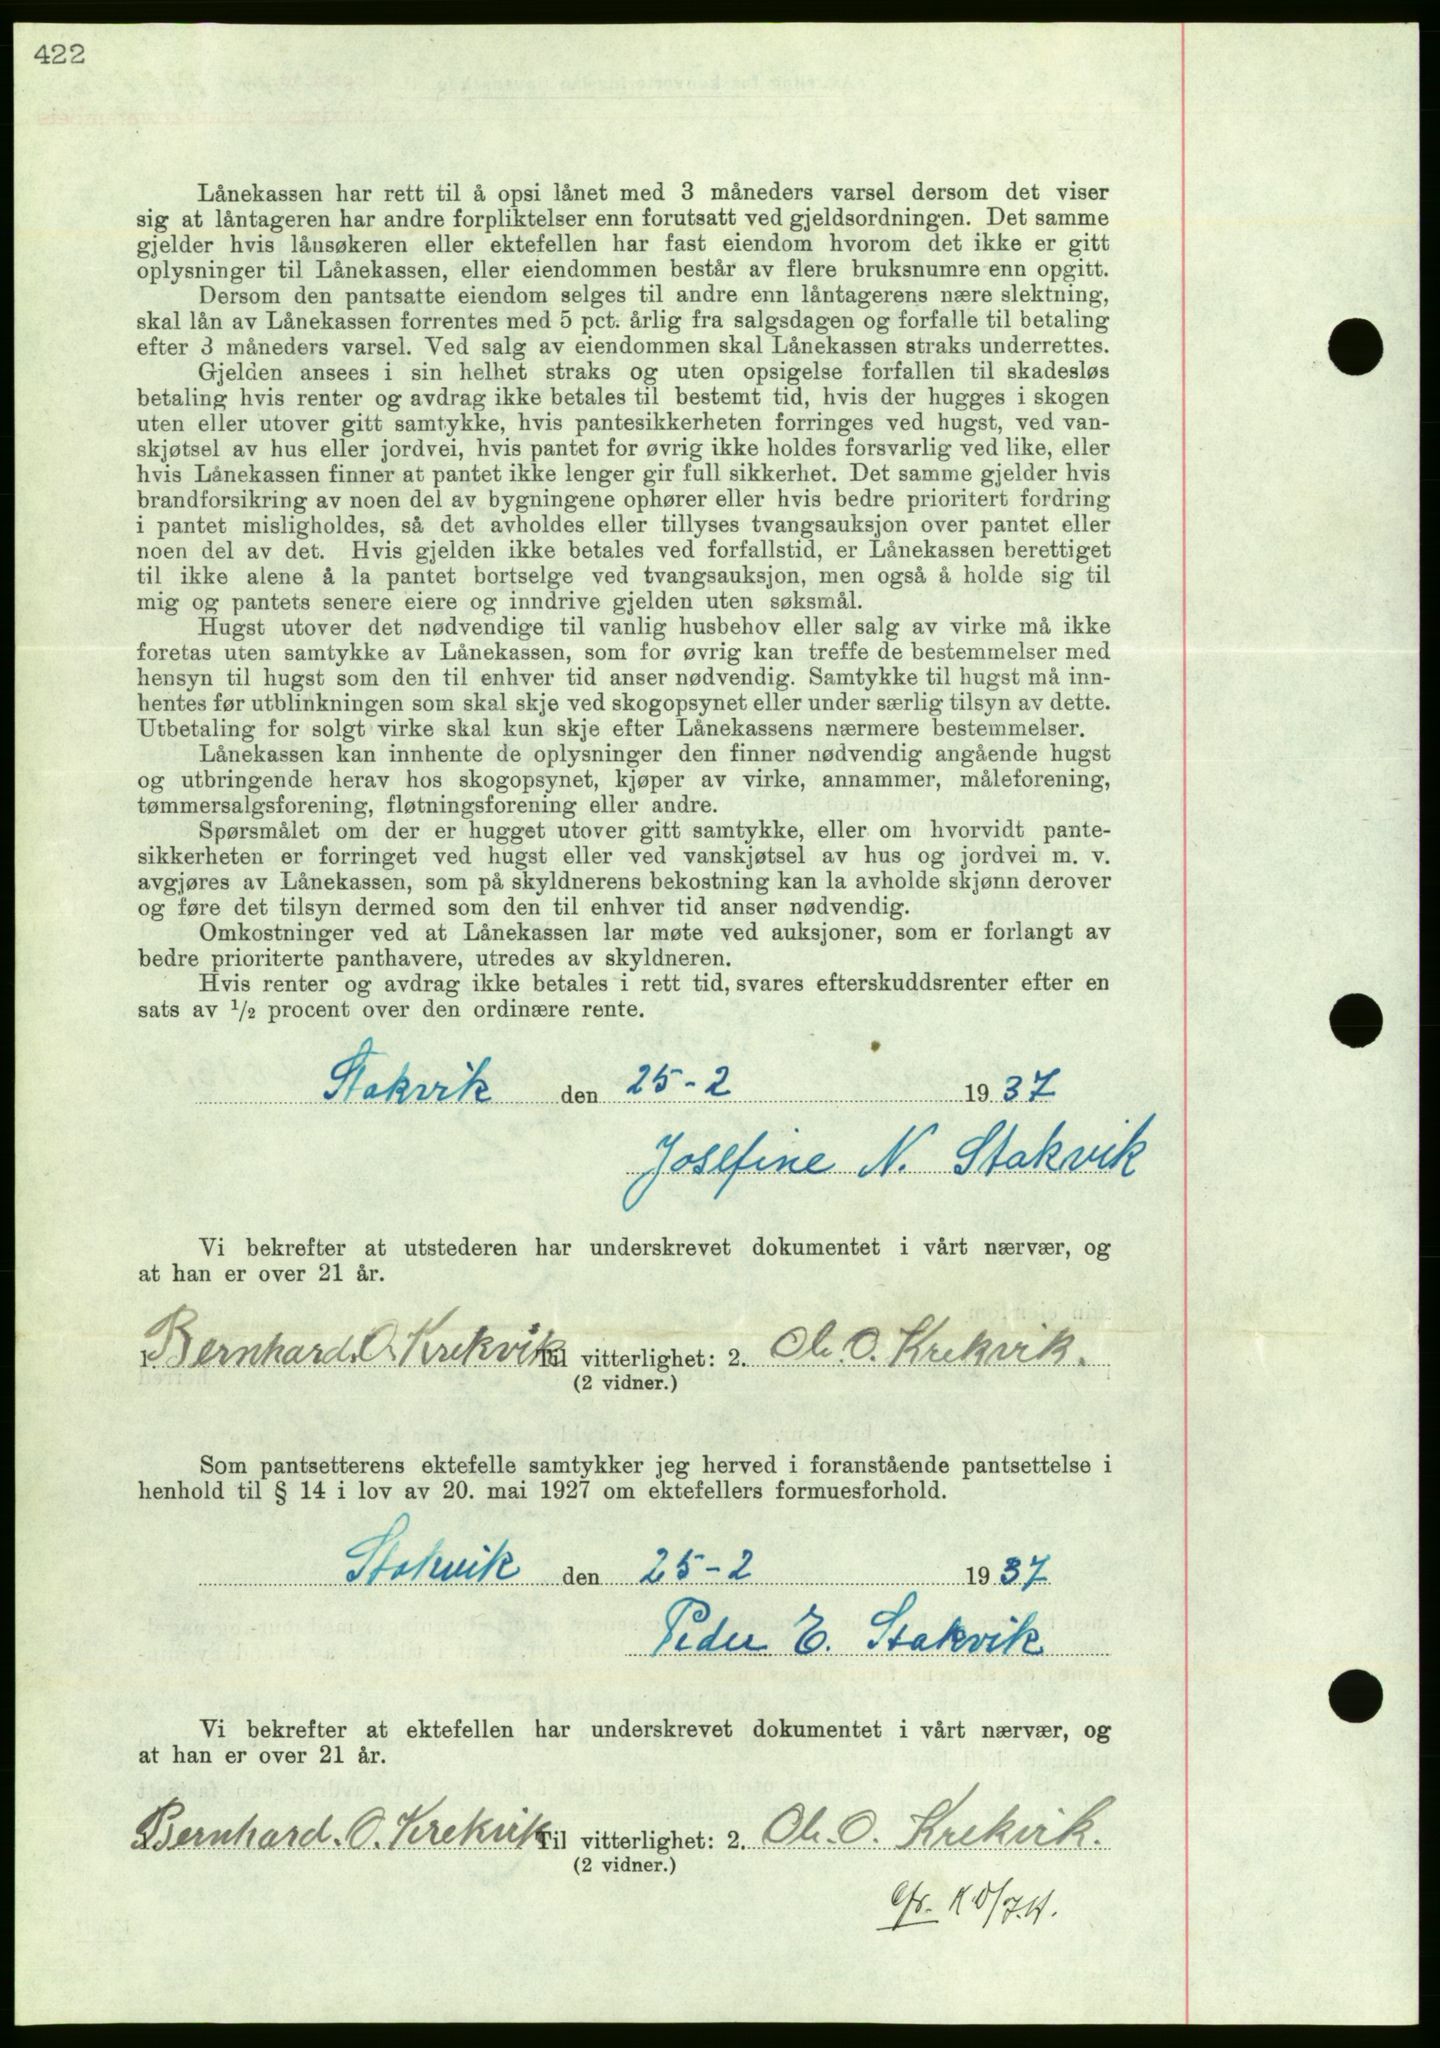 422
Lånekassen har rett til å opsi lånet med 3 måneders varsel dersom det viser
sig at låntageren har andre forpliktelser enn forutsatt ved gjeldsordningen. Det samme
gjelder hvis lånsøkeren eller ektefellen har fast eiendom hvorom det ikke er gitt
oplysninger til Lånekassen, eller eiendommen består av flere bruksnumre enn opgitt.
Dersom den pantsatte eiendom selges til andre enn låntagerens nære slektning,
skal lån av Lånekassen forrentes med 5 pct. årlig fra salgsdagen og forfalle til betaling
efter 3 måneders varsel. Ved salg av eiendommen skal Lånekassen straks underrettes.
Gjelden ansees i sin helhet straks og uten opsigelse forfallen til skadesløs
betaling hvis renter og avdrag ikke betales til bestemt tid, hvis der hugges i skogen
uten eller utover gitt samtykke, hvis pantesikkerheten forringes ved hugst, ved van-
skjøtsel av hus eller jordvei, hvis pantet for øvrig ikke holdes forsvarlig ved like, eller
hvis Lånekassen finner at pantet ikke lenger gir full sikkerhet. Det samme gjelder hvis
brandforsikring av noen del av bygningene ophører eller hvis bedre prioritert fordring
i pantet misligholdes, så det avholdes eller tillyses tvangsauksjon over pantet eller
noen del av det. Hvis gjelden ikke betales ved forfallstid, er Lånekassen berettiget
til ikke alene å la pantet bortselge ved tvangsauksjon, men også å holde sig til
mig og pantets senere eiere og inndrive gjelden uten søksmål.
Hugst utover det nødvendige til vanlig husbehov eller salg av virke må ikke
foretas uten samtykke av Lånekassen, som for øvrig kan treffe de bestemmelser med
hensyn til hugst som den til enhver tid anser nødvendig. Samtykke til hugst må inn-
hentes før utblinkningen som skal skje ved skogopsynet eller under særlig tilsyn av dette.
Utbetaling for solgt virke skal kun skje efter Lånekassens nærmere bestemmelser.
Lånekassen kan innhente de oplysninger den finner nødvendig angående hugst
og utbringende herav hos skogopsynet, kjøper av virke, annammer, måleforening,
tømmersalgsforening, fløtningsforening eller andre.
Spørsmålet om der er hugget utover gitt samtykke, eller om hvorvidt pante-
sikkerheten er forringet ved hugst eller ved vanskjøtsel av hus og jordvei m. v.
avgjøres av Lånekassen, som på skyldnerens bekostning kan la avholde skjønn derover
og føre det tilsyn dermed som den til enhver tid anser nødvendig.
Omkostninger ved at Lånekassen lar møte ved auksjoner, som er forlangt av
bedre prioriterte panthavere, utredes av skyldneren.
Hvis renter og avdrag ikke betales i rett tid, svares efterskuddsrenter efter en
sats av 1/2 procent over den ordinære rente.
Stakvik den 25-2 1937
Josefine N. Stakvik
Vi bekrefter at utstederen har underskrevet dokumentet i vårt nærvær, og
at han er over 21 år.
1 Bernhard. O. Krekvik Til vitterlighet: 2. Ole. O. Krekvik.
(2 vidner.)
Som pantsetterens ektefelle samtykker jeg herved i foranstående pantsettelse i
henhold til § 14 i lov av 20. mai 1927 om ektefellers formuesforhold.
Stakvik den 25-2 1937
Peder E. Stakvik
Vi bekrefter at ektefellen har underskrevet dokumentet i vårt nærvær, og
at han er over 21 år.
Bernhard. O. Krekvik Til vitterlighet: 2. Ole. O. Krekvik.
(2 vidner.)